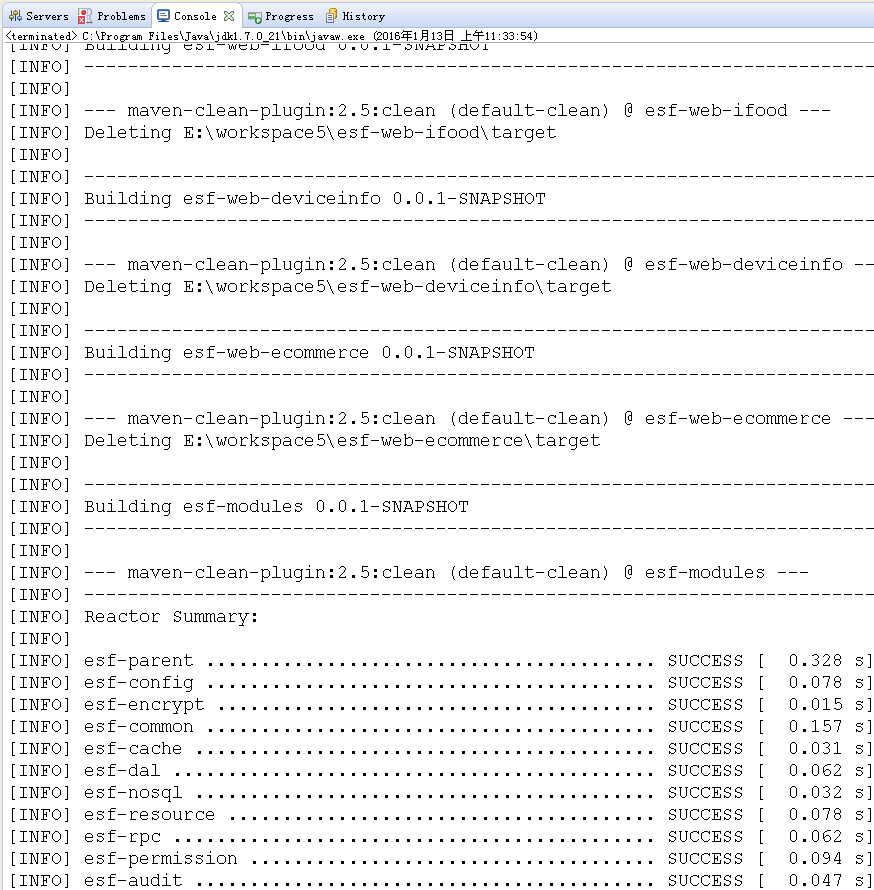 Servers Problems Console Progress History
<terminated> C:\Program Files\Java\jdk1.7.0_21\bin\javaw.exe (2016年1月13日 上午11:33:54)
[INFO] Building esf-web-ifood 0.0.1-SNAPSHOT
[INFO] ------------------------------------------------------------------------
[INFO]
[INFO] --- maven-clean-plugin:2.5:clean (default-clean) @ esf-web-ifood ---
[INFO] Deleting E:\workspace5\esf-web-ifood\target
[INFO]
[INFO] ------------------------------------------------------------------------
[INFO] Building esf-web-deviceinfo 0.0.1-SNAPSHOT
[INFO] ------------------------------------------------------------------------
[INFO]
[INFO] --- maven-clean-plugin:2.5:clean (default-clean) @ esf-web-deviceinfo --
[INFO] Deleting E:\workspace5\esf-web-deviceinfo\target
[INFO]
[INFO] ------------------------------------------------------------------------
[INFO] Building esf-web-ecommerce 0.0.1-SNAPSHOT
[INFO] ------------------------------------------------------------------------
[INFO]
[INFO] --- maven-clean-plugin:2.5:clean (default-clean) @ esf-web-ecommerce ---
[INFO] Deleting E:\workspace5\esf-web-ecommerce\target
[INFO]
[INFO] ------------------------------------------------------------------------
[INFO] Building esf-modules 0.0.1-SNAPSHOT
[INFO] ------------------------------------------------------------------------
[INFO]
[INFO] --- maven-clean-plugin:2.5:clean (default-clean) @ esf-modules ---
[INFO] ------------------------------------------------------------------------
[INFO] Reactor Summary:
[INFO]
[INFO] esf-parent ......................................... SUCCESS [  0.328 s]
[INFO] esf-config ......................................... SUCCESS [  0.078 s]
[INFO] esf-encrypt ........................................ SUCCESS [  0.015 s]
[INFO] esf-common ......................................... SUCCESS [  0.157 s]
[INFO] esf-cache .......................................... SUCCESS [  0.031 s]
[INFO] esf-dal ............................................ SUCCESS [  0.062 s]
[INFO] esf-nosql .......................................... SUCCESS [  0.032 s]
[INFO] esf-resource ....................................... SUCCESS [  0.078 s]
[INFO] esf-rpc ............................................ SUCCESS [  0.062 s]
[INFO] esf-permission ..................................... SUCCESS [  0.094 s]
[INFO] esf-audit .......................................... SUCCESS [  0.047 s]